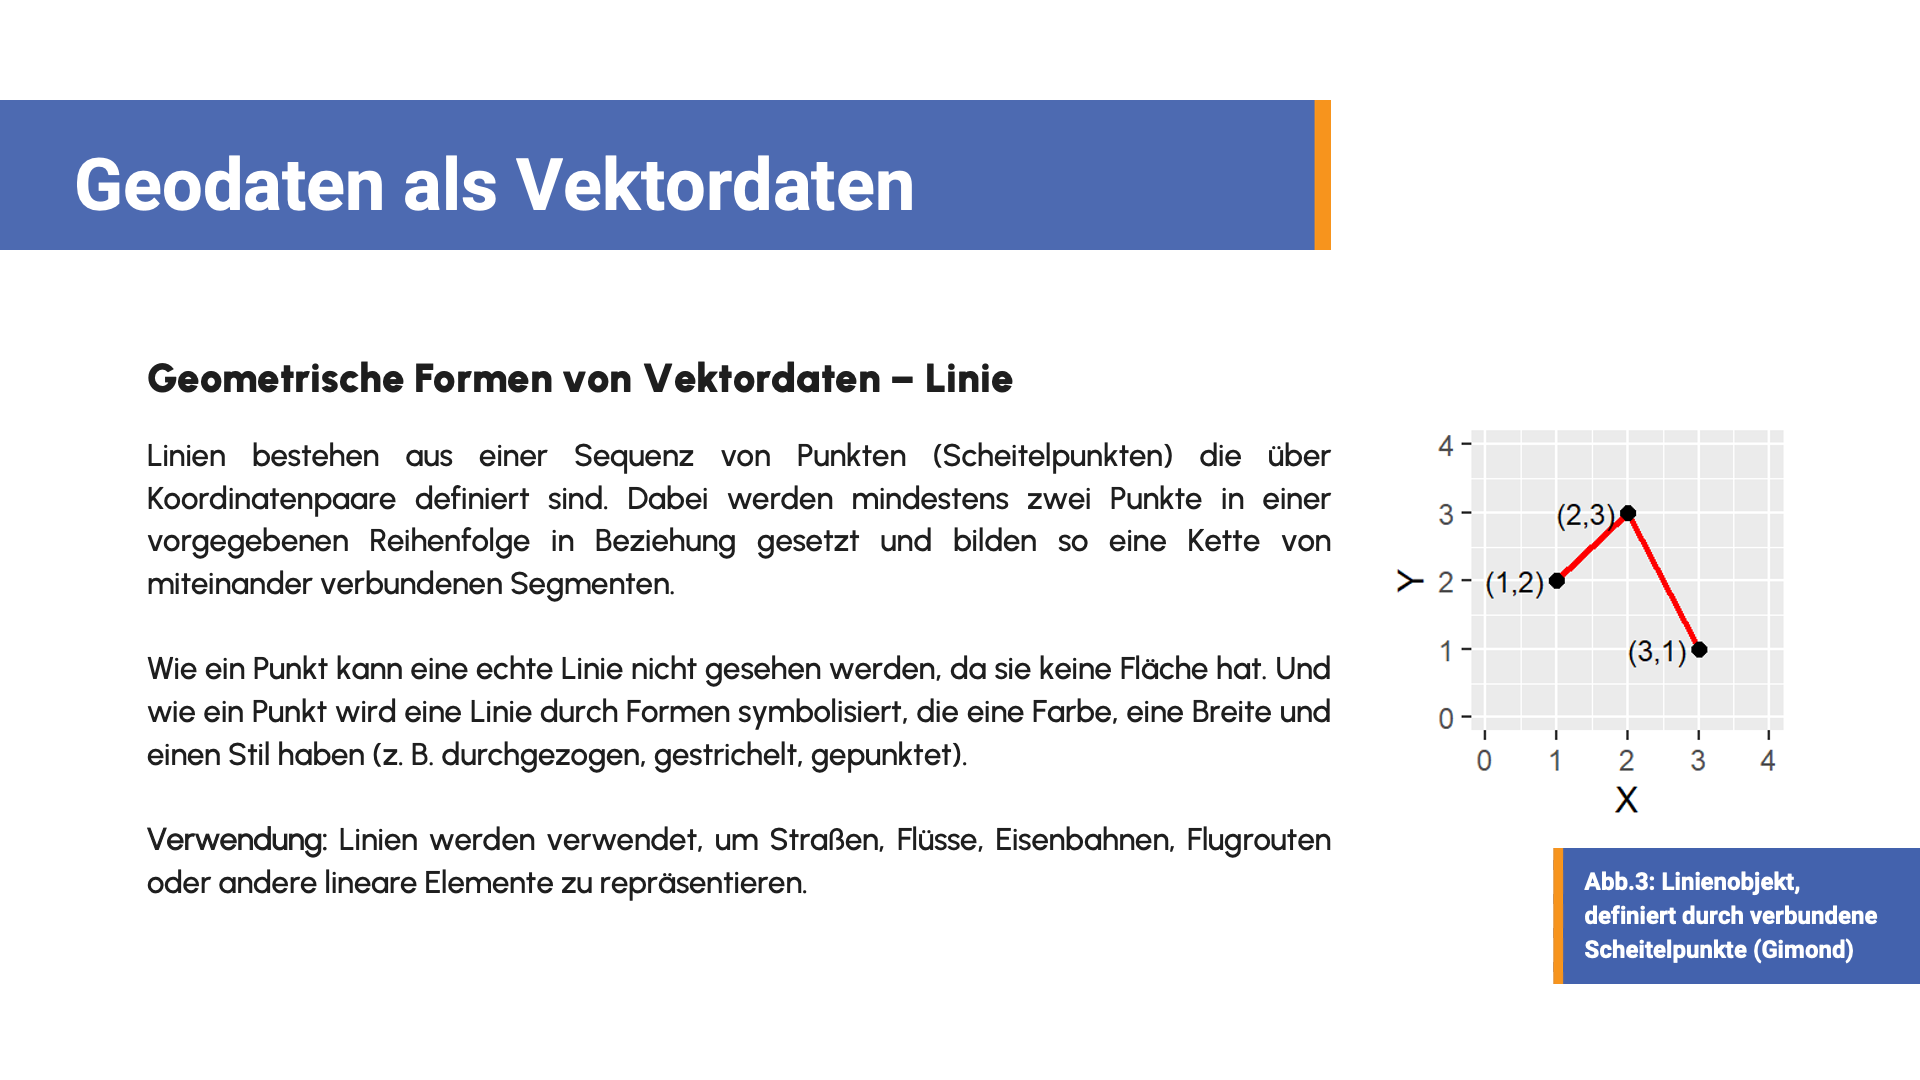 Geodaten als Vektordaten
Geometrische Formen von Vektordaten – Linie
Linien bestehen aus einer Sequenz von Punkten (Scheitelpunkten) die über
Koordinatenpaare definiert sind. Dabei werden mindestens zwei Punkte in einer
vorgegebenen Reihenfolge in Beziehung gesetzt und bilden so eine Kette von
miteinander verbundenen Segmenten.
Wie ein Punkt kann eine echte Linie nicht gesehen werden, da sie keine Fläche hat. Und
wie ein Punkt wird eine Linie durch Formen symbolisiert, die eine Farbe, eine Breite und
einen Stil haben (z. B. durchgezogen, gestrichelt, gepunktet).
Verwendung: Linien werden verwendet, um Straßen, Flüsse, Eisenbahnen, Flugrouten
oder andere lineare Elemente zu repräsentieren.
4
3
2
1
0
Y
(2,3)
(1,2)
(3,1)
0 1 2 3 4
X
Abb.3: Linienobjekt,
definiert durch verbundene
Scheitelpunkte (Gimond)